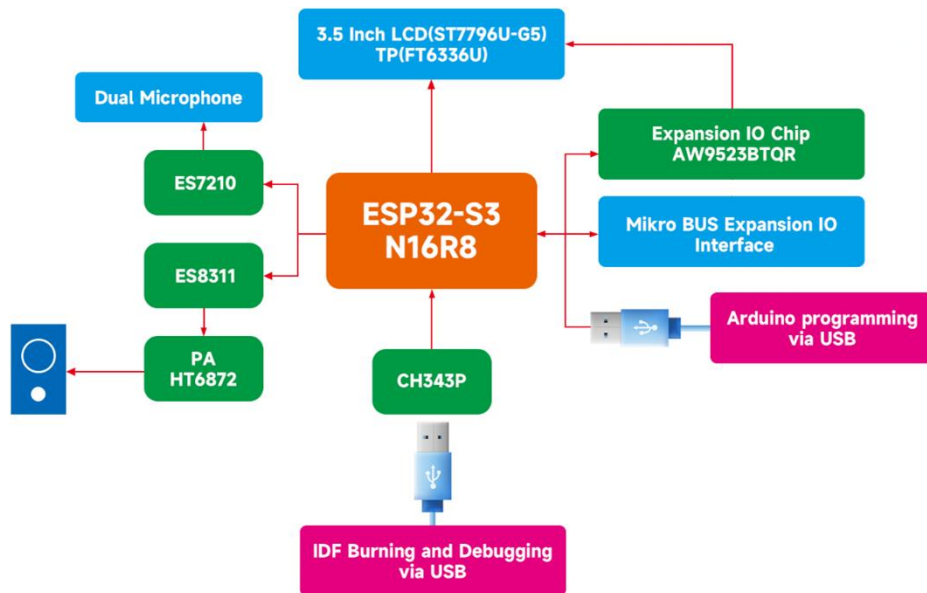 3.5 Inch LCD(ST7796U-G5)
TP(FT6336U)
Dual Microphone
Expansion IO Chip
AW9523BTQR
ES7210
ESP32-S3
N16R8
Mikro BUS Expansion IO
Interface
ES8311
Arduino programming
via USB
PA
HT6872
CH343P
IDF Burning and Debugging
via USB